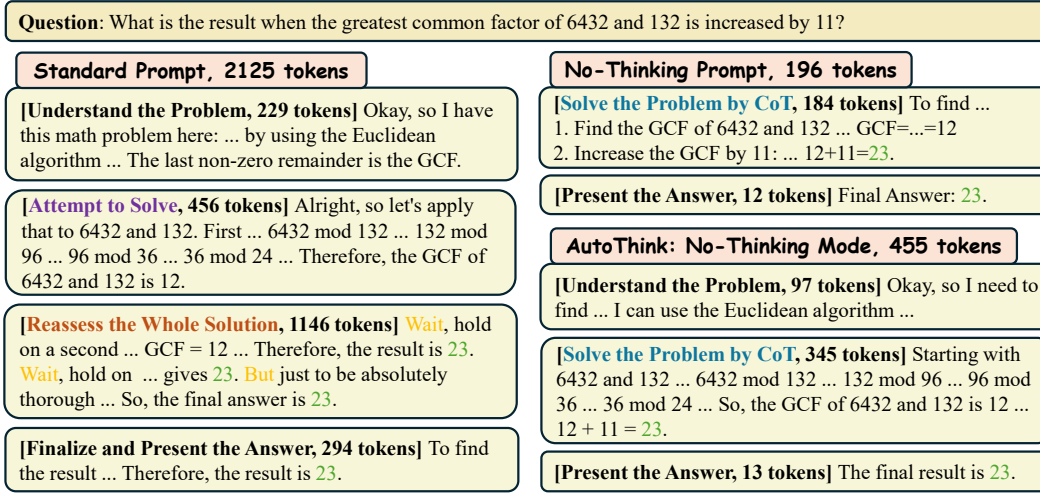 Question: What is the result when the greatest common factor of 6432 and 132 is increased by 11?
Standard Prompt, 2125 tokens
[Understand the Problem, 229 tokens] Okay, so I have
this math problem here: ... by using the Euclidean
algorithm ... The last non-zero remainder is the GCF.
[Attempt to Solve, 456 tokens] Alright, so let's apply
that to 6432 and 132. First ... 6432 mod 132 ... 132 mod
96 ... 96 mod 36 ... 36 mod 24 ... Therefore, the GCF of
6432 and 132 is 12.
[Reassess the Whole Solution, 1146 tokens] Wait, hold
on a second ... GCF = 12 ... Therefore, the result is 23.
Wait, hold on ... gives 23. But just to be absolutely
thorough ... So, the final answer is 23.
[Finalize and Present the Answer, 294 tokens] To find
the result ... Therefore, the result is 23.
No-Thinking Prompt, 196 tokens
[Solve the Problem by CoT, 184 tokens] To find ...
1. Find the GCF of 6432 and 132 ... GCF=...=12
2. Increase the GCF by 11: ... 12+11=23.
[Present the Answer, 12 tokens] Final Answer: 23.
AutoThink: No-Thinking Mode, 455 tokens
[Understand the Problem, 97 tokens] Okay, so I need to
find ... I can use the Euclidean algorithm ...
[Solve the Problem by CoT, 345 tokens] Starting with
6432 and 132 ... 6432 mod 132 ... 132 mod 96 ... 96 mod
36 ... 36 mod 24 ... So, the GCF of 6432 and 132 is 12 ...
12 + 11 = 23.
[Present the Answer, 13 tokens] The final result is 23.